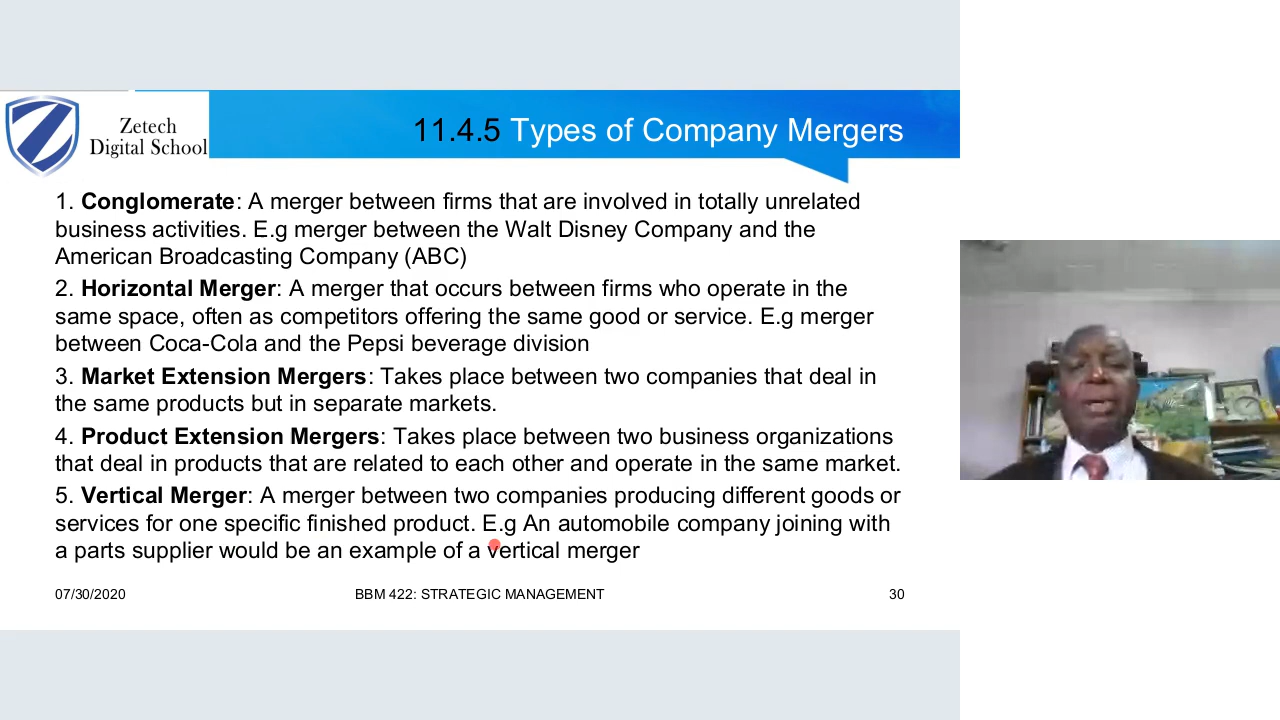 Zetech
Digital School
11.4.5 Types of Company Mergers
1. Conglomerate: A merger between firms that are involved in totally unrelated
business activities. E.g merger between the Walt Disney Company and the
American Broadcasting Company (ABC)
2. Horizontal Merger: A merger that occurs between firms who operate in the
same space, often as competitors offering the same good or service. E.g merger
between Coca-Cola and the Pepsi beverage division
3. Market Extension Mergers: Takes place between two companies that deal in
the same products but in separate markets.
4. Product Extension Mergers: Takes place between two business organizations
that deal in products that are related to each other and operate in the same market.
5. Vertical Merger: A merger between two companies producing different goods or
services for one specific finished product. E.g An automobile company joining with
a parts supplier would be an example of a vertical merger
07/30/2020 BBM 422: STRATEGIC MANAGEMENT 30